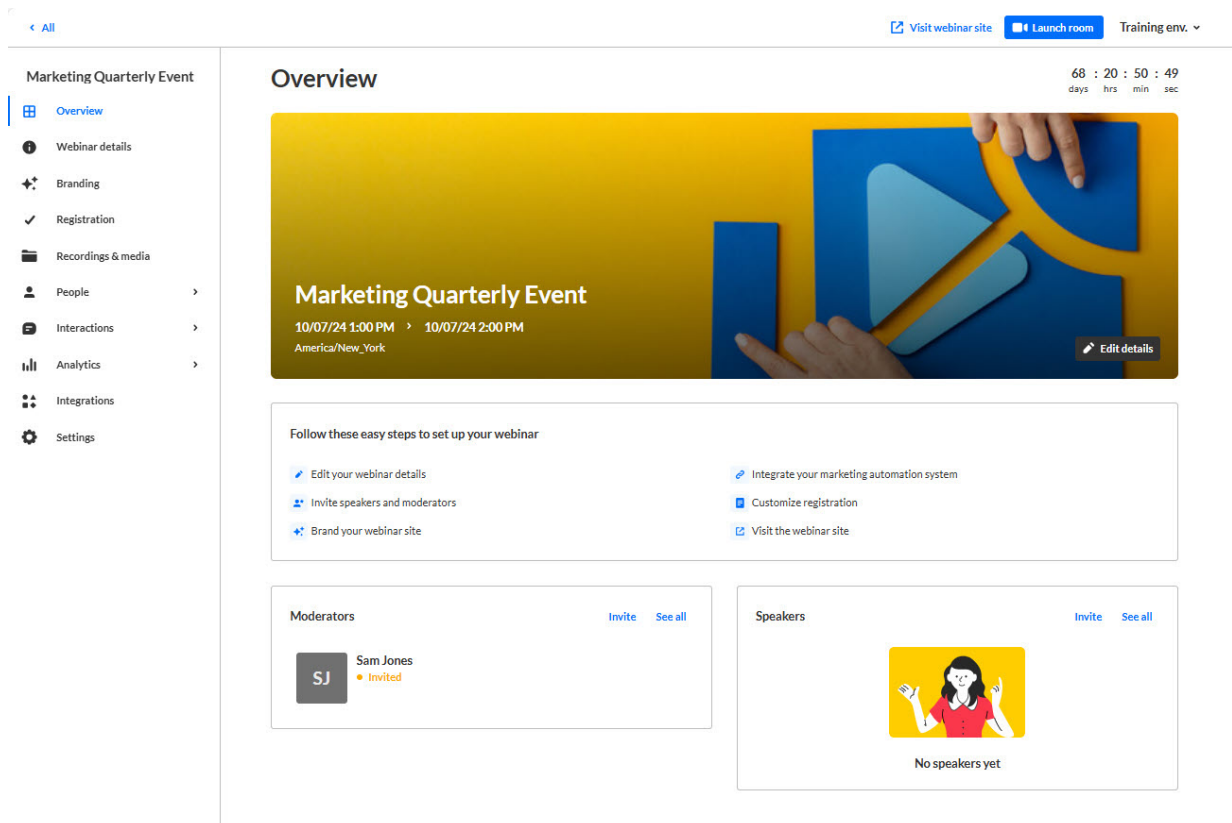 All
Visit webinar site
Launch room
Training env.
Marketing Quarterly Event
Overview
Webinar details
Branding
Registration
Recordings & media
People
Interactions
Analytics
Integrations
Settings
Overview
68 : 20 : 50 : 49
days hrs min sec
Marketing Quarterly Event
10/07/24 1:00 PM > 10/07/24 2:00 PM
America/New_York
Edit details
Follow these easy steps to set up your webinar
Edit your webinar details
Invite speakers and moderators
Brand your webinar site
Integrate your marketing automation system
Customize registration
Visit the webinar site
Moderators
Invite See all
SJ
Sam Jones
Invited
Speakers
Invite See all
No speakers yet